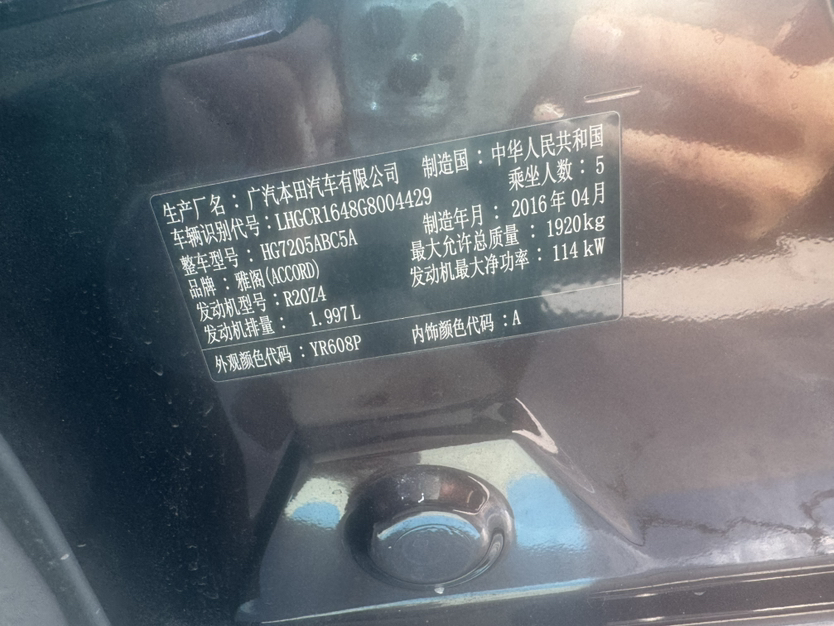 生产厂名：广汽本田汽车有限公司 制造国：中华人民共和国
车辆识别代号：LHGCR1648G8004429 乘坐人数：5
整车型号：HG7205ABC5A 制造年月：2016年04月
品牌：雅阁(ACCORD) 最大允许总质量：1920kg
发动机型号：R20Z4 发动机最大净功率：114kW
发动机排量：1.997L
外观颜色代码：YR608P 内饰颜色代码：A